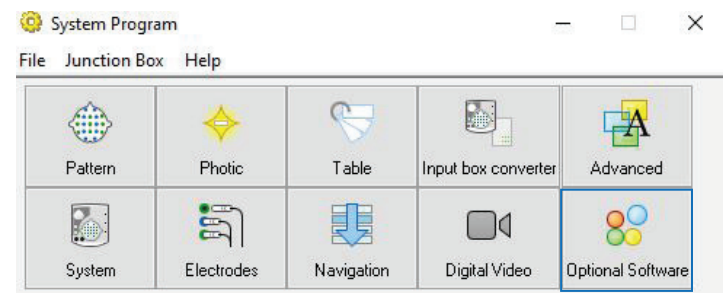 System Program
File Junction Box Help
Pattern Photic Table Input box converter Advanced
System Electrodes Navigation Digital Video Optional Software